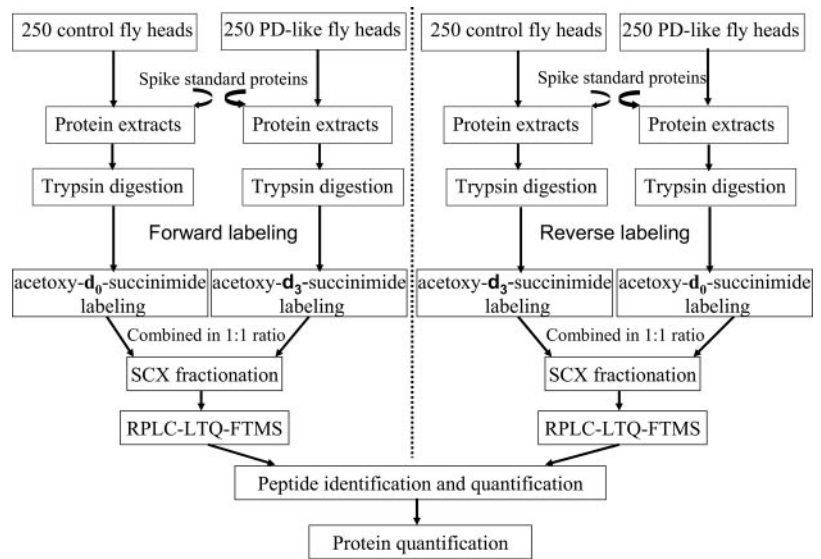 250 control fly heads
250 PD-like fly heads
Spike standard proteins
Protein extracts
Protein extracts
Trypsin digestion
Trypsin digestion
Forward labeling
acetoxy-d0-succinimide
labeling
acetoxy-d3-succinimide
labeling
Combined in 1:1 ratio
SCX fractionation
RPLC-LTQ-FTMS
250 control fly heads
250 PD-like fly heads
Spike standard proteins
Protein extracts
Protein extracts
Trypsin digestion
Trypsin digestion
Reverse labeling
acetoxy-d3-succinimide
labeling
acetoxy-d0-succinimide
labeling
Combined in 1:1 ratio
SCX fractionation
RPLC-LTQ-FTMS
Peptide identification and quantification
Protein quantification